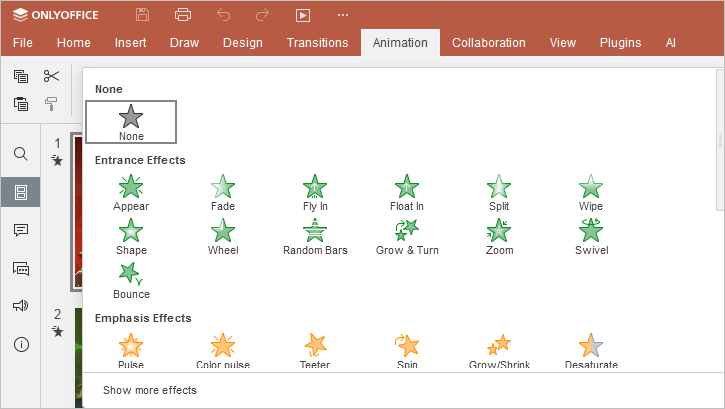 ONLYOFFICE
File Home Insert Draw Design Transitions Animation Collaboration View Plugins AI
None
None
Entrance Effects
Appear Fade Fly In Float In Split Wipe
Shape Wheel Random Bars Grow & Turn Zoom Swivel
Bounce
Emphasis Effects
Pulse Color pulse Teeter Spin Grow/Shrink Desaturate
Show more effects
1
2